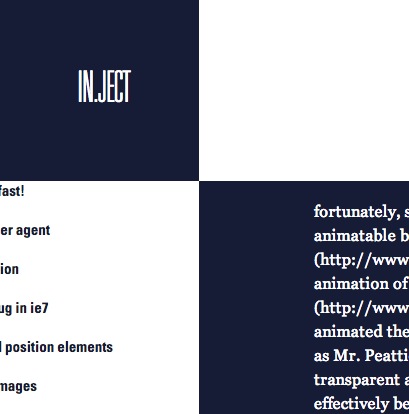 IN.JECT
fast!
er agent
ion
ug in ie7
position elements
mages
fortunately, s
animatable b
(http://www
animation of
(http://www
animated the
as Mr. Peatti
transparent a
effectively be